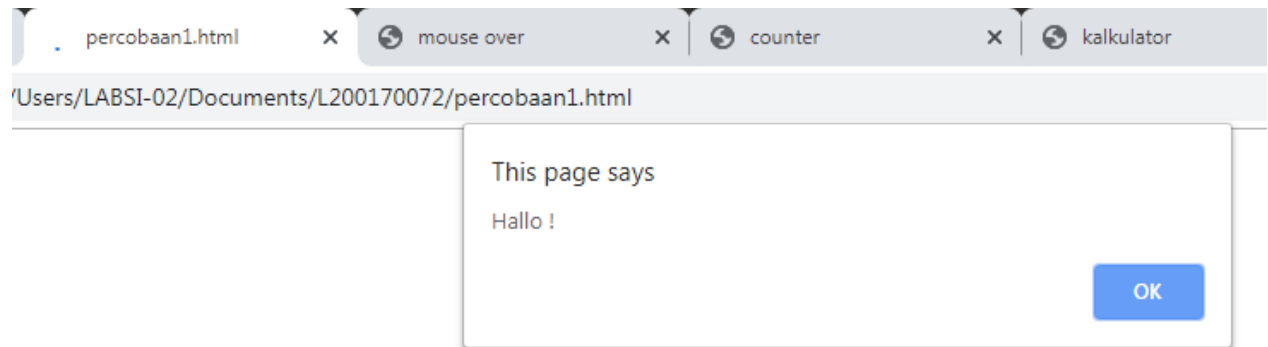 percobaan1.html mouse over counter kalkulator
/Users/LABSI-02/Documents/L200170072/percobaan1.html
This page says
Hallo !
OK